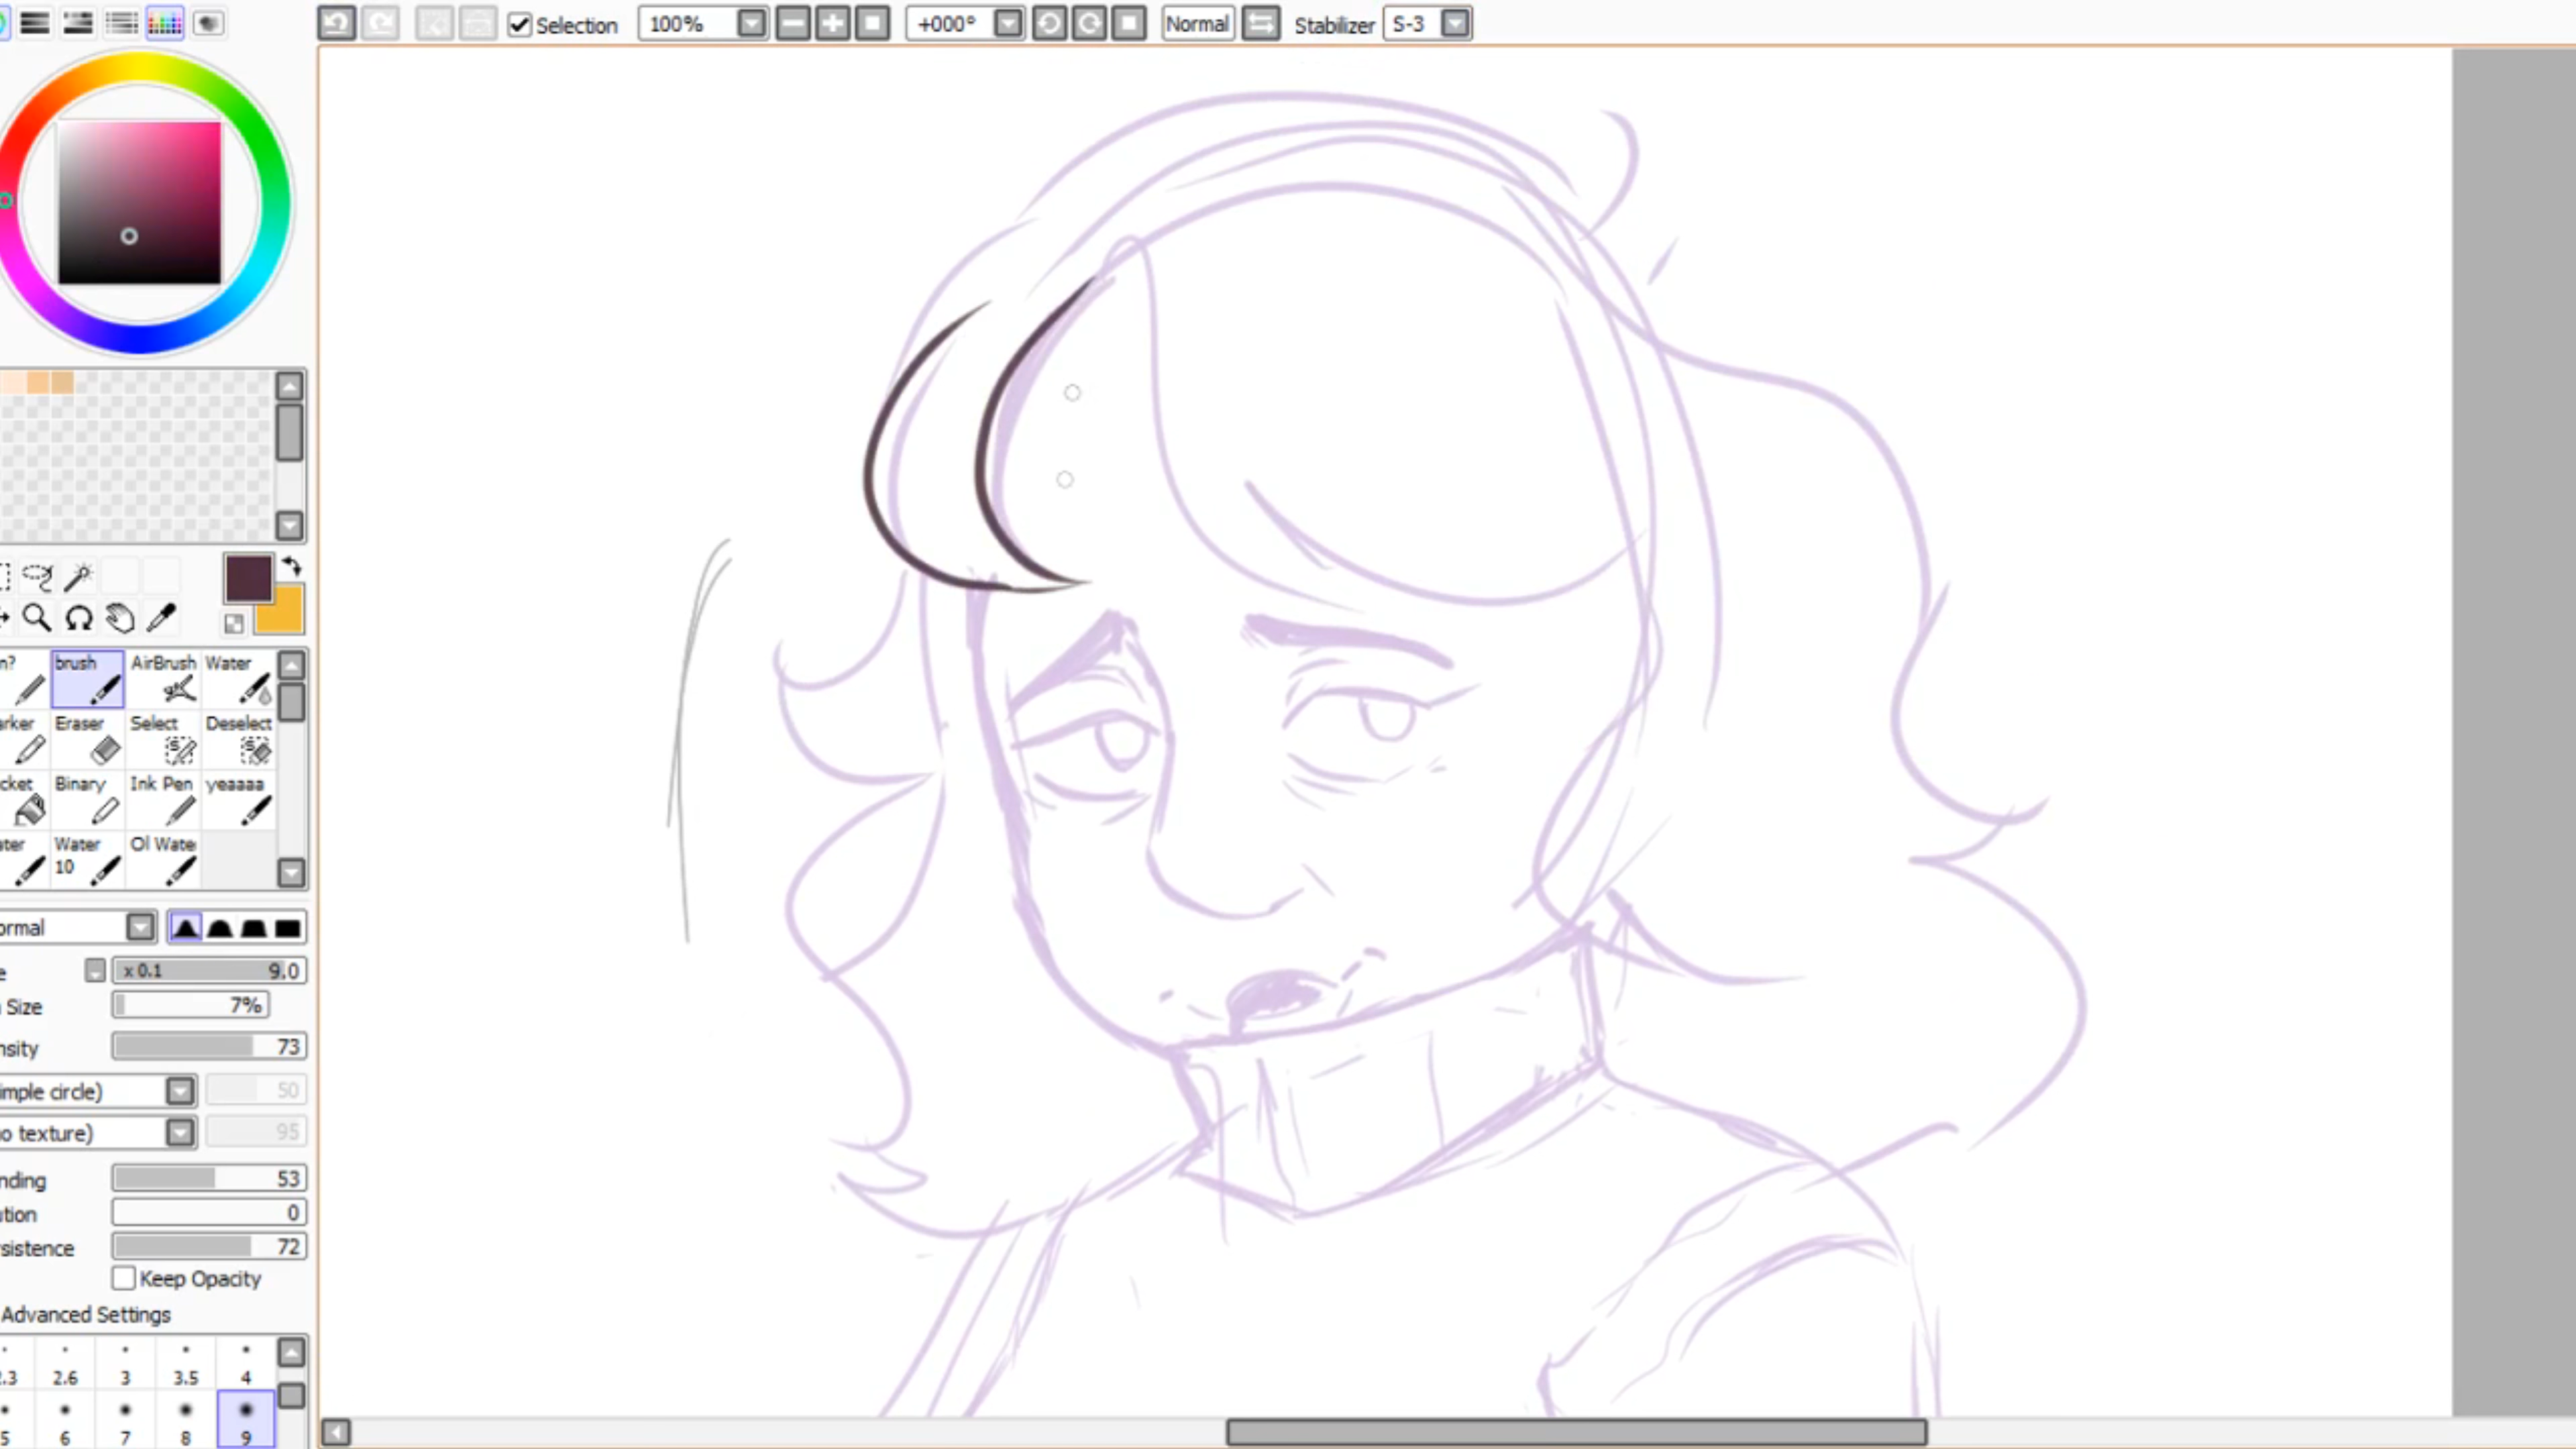 Selection 100% +000° Normal Stabilizer S-3
n? brush AirBrush Water
arker Eraser Select Deselect
cket Binary Ink Pen yeaaaa
ater Water 10 Ol Wate
ormal
e x 0.1 9.0
Size 7%
nsity 73
imple circle) 50
o texture) 95
nding 53
ution 0
sistence 72
Keep Opacity
Advanced Settings
2.3 2.6 3 3.5 4
5 6 7 8 9